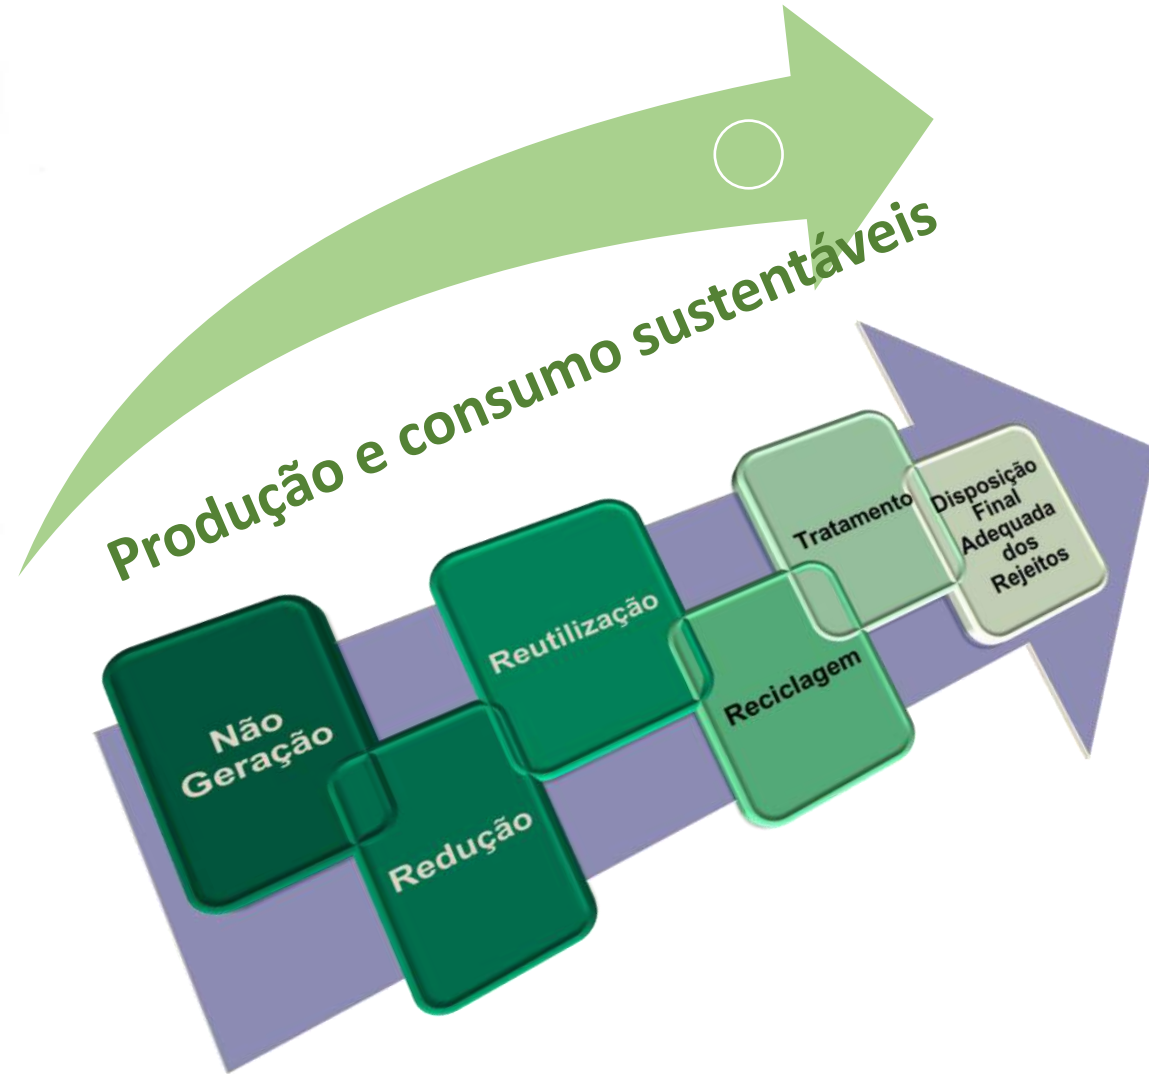 Produção e consumo sustentáveis
Não
Geração
Redução
Reutilização
Reciclagem
Tratamento
Disposição
Final
Adequada
dos
Rejeitos